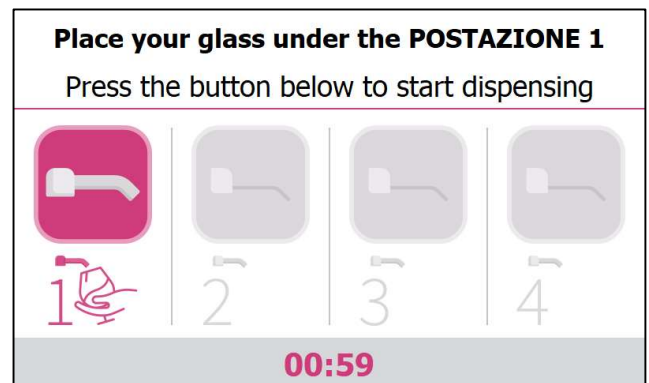 Place your glass under the POSTAZIONE 1
Press the button below to start dispensing
1 2 3 4
00:59